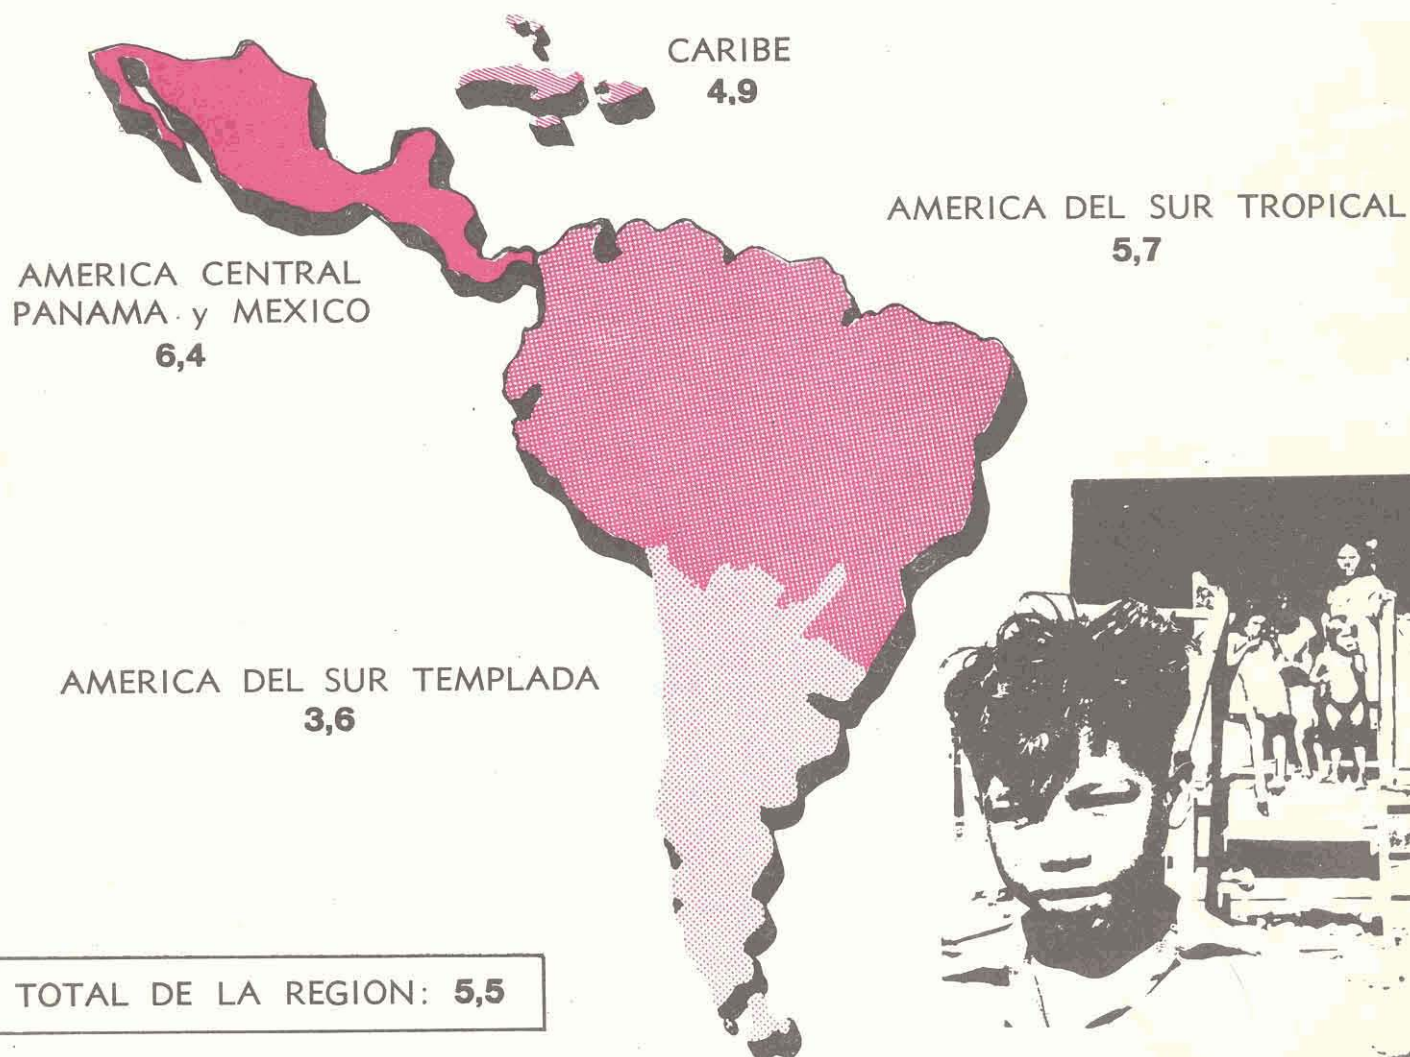 CARIBE
4,9
AMERICA DEL SUR TROPICAL
5,7
AMERICA CENTRAL
PANAMA y MEXICO
6,4
AMERICA DEL SUR TEMPLADA
3,6
TOTAL DE LA REGION: 5,5